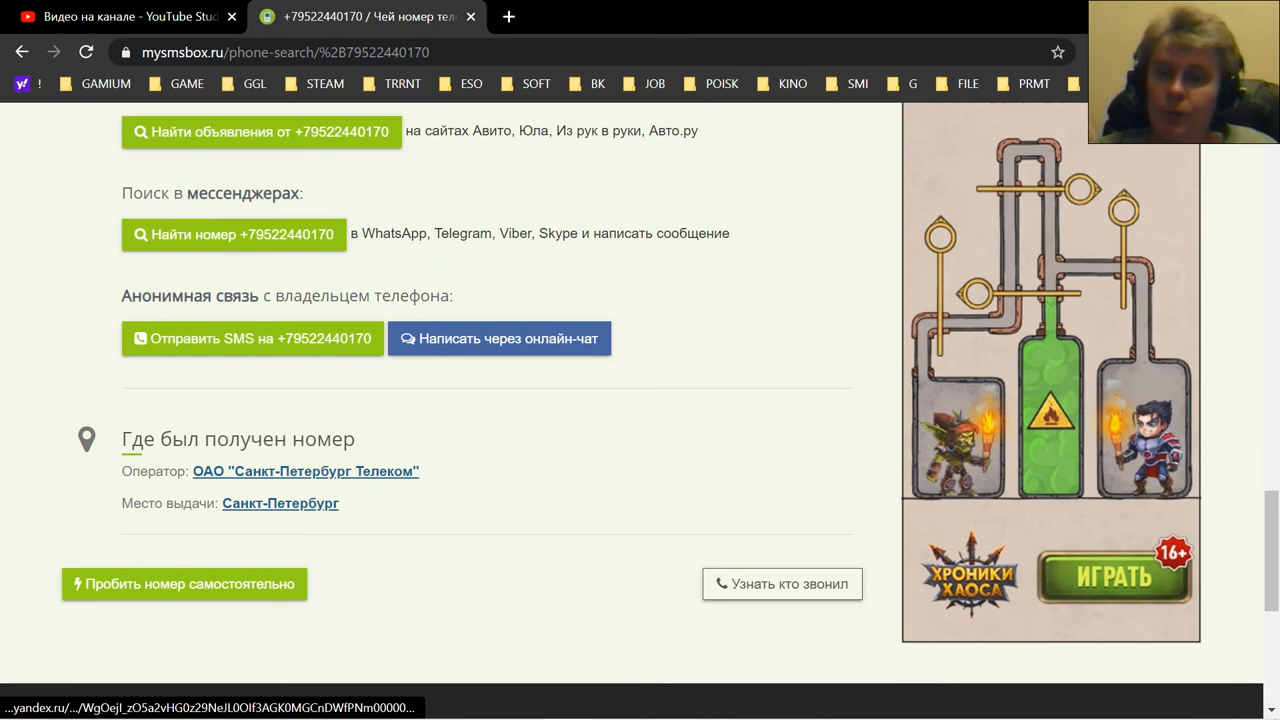 Видео на канале - YouTube Stud
+79522440170 / Чей номер тел
mysmsbox.ru/phone-search/%2B79522440170
y! ! GAMIUM GAME GGL STEAM TRRNT ESO SOFT BK JOB POISK KINO SMI G FILE PRMT
Найти объявления от +79522440170 на сайтах Авито, Юла, Из рук в руки, Авто.ру
Поиск в мессенджерах:
Найти номер +79522440170 в WhatsApp, Telegram, Viber, Skype и написать сообщение
Анонимная связь с владельцем телефона:
Отправить SMS на +79522440170 Написать через онлайн-чат
Где был получен номер
Оператор: ОАО "Санкт-Петербург Телеком"
Место выдачи: Санкт-Петербург
Пробить номер самостоятельно
Узнать кто звонил
ХРОНИКИ
ХАОСА
ИГРАТЬ
16+